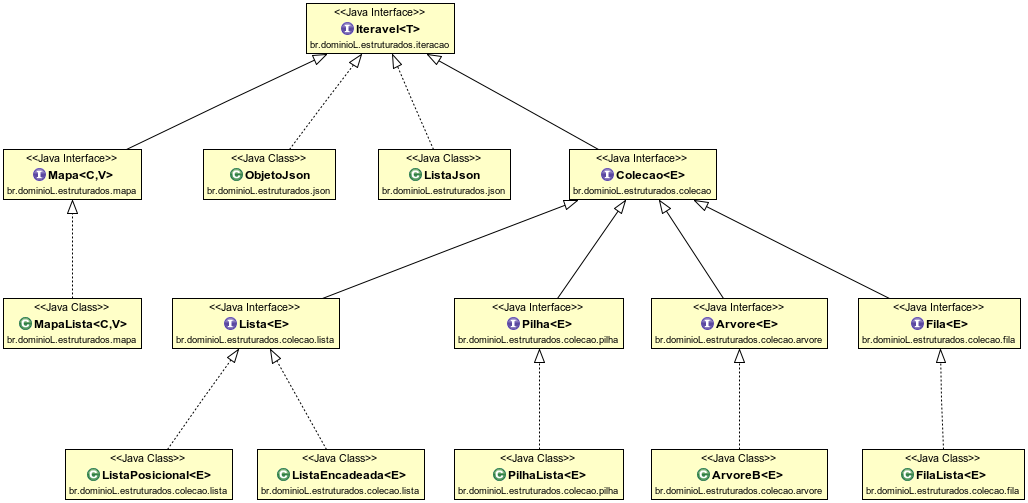 <<Java Interface>>
Iteravel<T>
br.dominioL.estruturados.iteracao
<<Java Interface>>
Mapa<C,V>
br.dominioL.estruturados.mapa
<<Java Class>>
ObjetoJson
br.dominioL.estruturados.json
<<Java Class>>
ListaJson
br.dominioL.estruturados.json
<<Java Interface>>
Colecao<E>
br.dominioL.estruturados.colecao
<<Java Class>>
MapaLista<C,V>
br.dominioL.estruturados.mapa
<<Java Interface>>
Lista<E>
br.dominioL.estruturados.colecao.lista
<<Java Interface>>
Pilha<E>
br.dominioL.estruturados.colecao.pilha
<<Java Interface>>
Arvore<E>
br.dominioL.estruturados.colecao.arvore
<<Java Interface>>
Fila<E>
br.dominioL.estruturados.colecao.fila
<<Java Class>>
ListaPosicional<E>
br.dominioL.estruturados.colecao.lista
<<Java Class>>
ListaEncadeada<E>
br.dominioL.estruturados.colecao.lista
<<Java Class>>
PilhaLista<E>
br.dominioL.estruturados.colecao.pilha
<<Java Class>>
ArvoreB<E>
br.dominioL.estruturados.colecao.arvore
<<Java Class>>
FilaLista<E>
br.dominioL.estruturados.colecao.fila